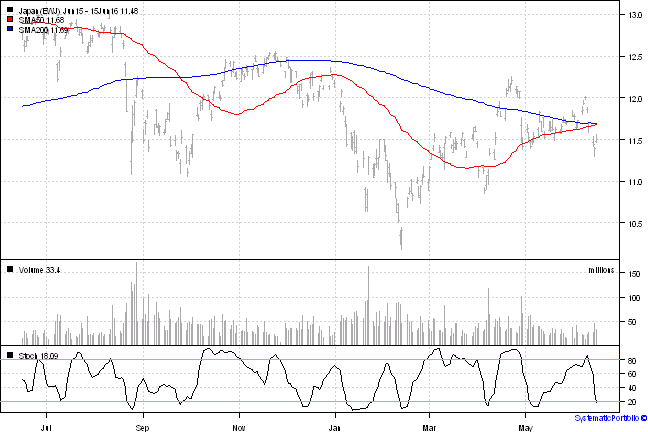 Japan (EWJ) Jun15 - 15Jun16 11.48
SMA50 11.68
SMA200 11.69
13.0
12.5
12.0
11.5
11.0
10.5
Volume 33.4
millions
150
100
50
Stoch 18.09
80
60
40
20
Jul Sep Nov Jan Mar May
SystematicPortfolio ©